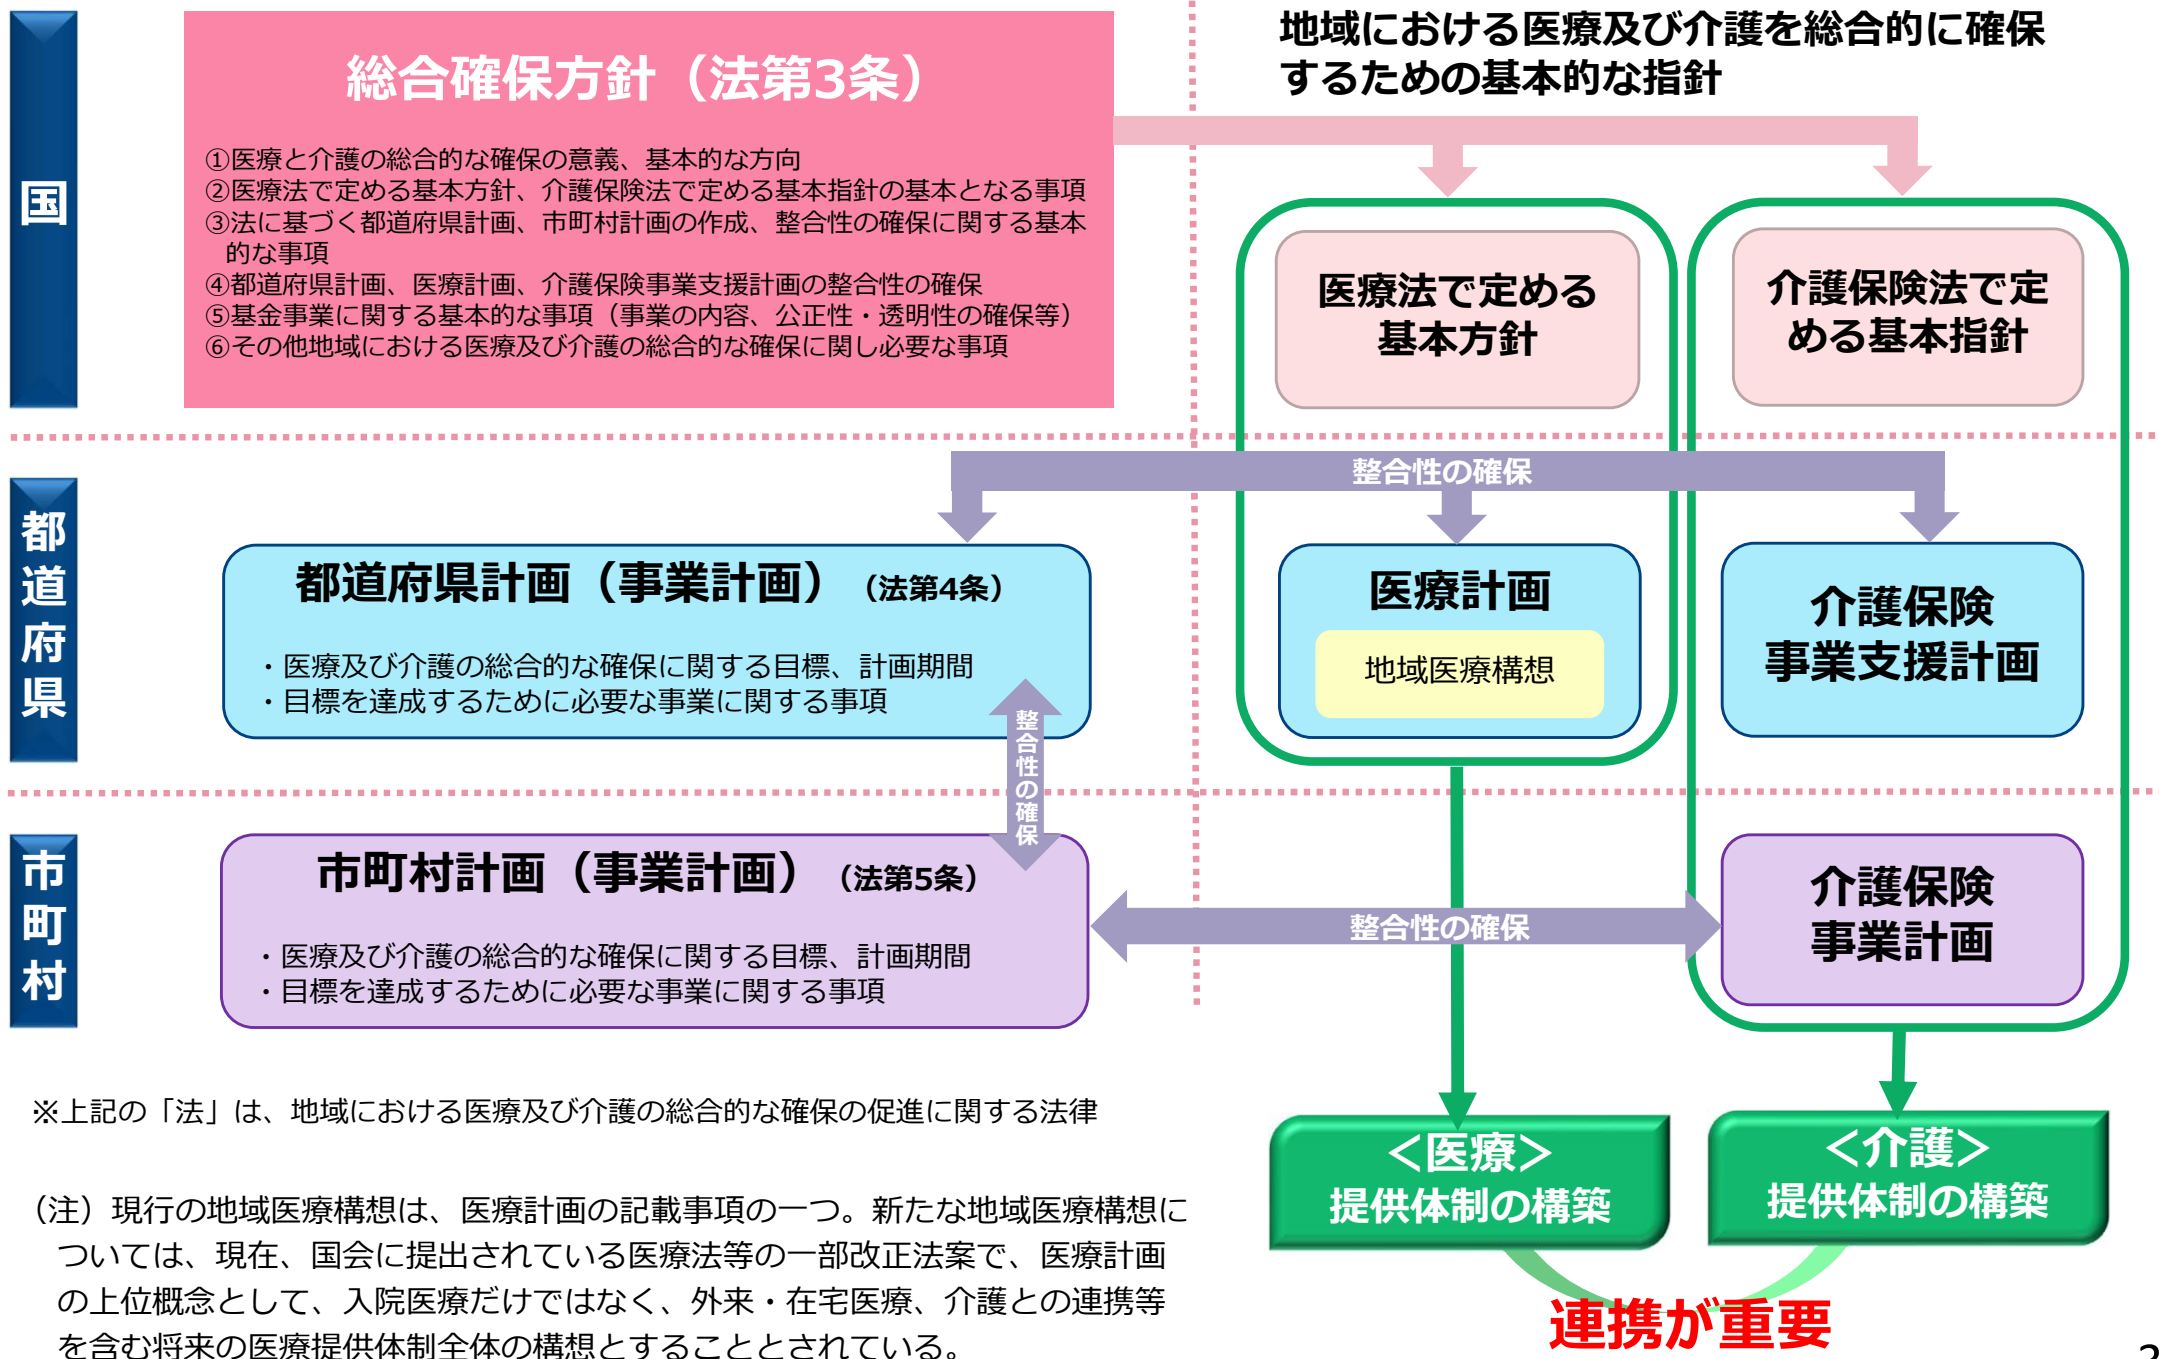 国
総合確保方針（法第3条）
①医療と介護の総合的な確保の意義、基本的な方向
②医療法で定める基本方針、介護保険法で定める基本指針の基本となる事項
③法に基づく都道府県計画、市町村計画の作成、整合性の確保に関する基本
的な事項
④都道府県計画、医療計画、介護保険事業支援計画の整合性の確保
⑤基金事業に関する基本的な事項（事業の内容、公正性・透明性の確保等）
⑥その他地域における医療及び介護の総合的な確保に関し必要な事項
地域における医療及び介護を総合的に確保
するための基本的な指針
医療法で定める
基本方針
介護保険法で定
める基本指針
都道府県
整合性の確保
都道府県計画（事業計画）（法第4条）
・医療及び介護の総合的な確保に関する目標、計画期間
・目標を達成するために必要な事業に関する事項
医療計画
地域医療構想
介護保険
事業支援計画
整合性の確保
市町村
市町村計画（事業計画）（法第5条）
・医療及び介護の総合的な確保に関する目標、計画期間
・目標を達成するために必要な事業に関する事項
整合性の確保
介護保険
事業計画
※上記の「法」は、地域における医療及び介護の総合的な確保の促進に関する法律
（注）現行の地域医療構想は、医療計画の記載事項の一つ。新たな地域医療構想に
ついては、現在、国会に提出されている医療法等の一部改正法案で、医療計画
の上位概念として、入院医療だけではなく、外来・在宅医療、介護との連携等
を含む将来の医療提供体制全体の構想とすることとされている。
＜医療＞
提供体制の構築
＜介護＞
提供体制の構築
連携が重要